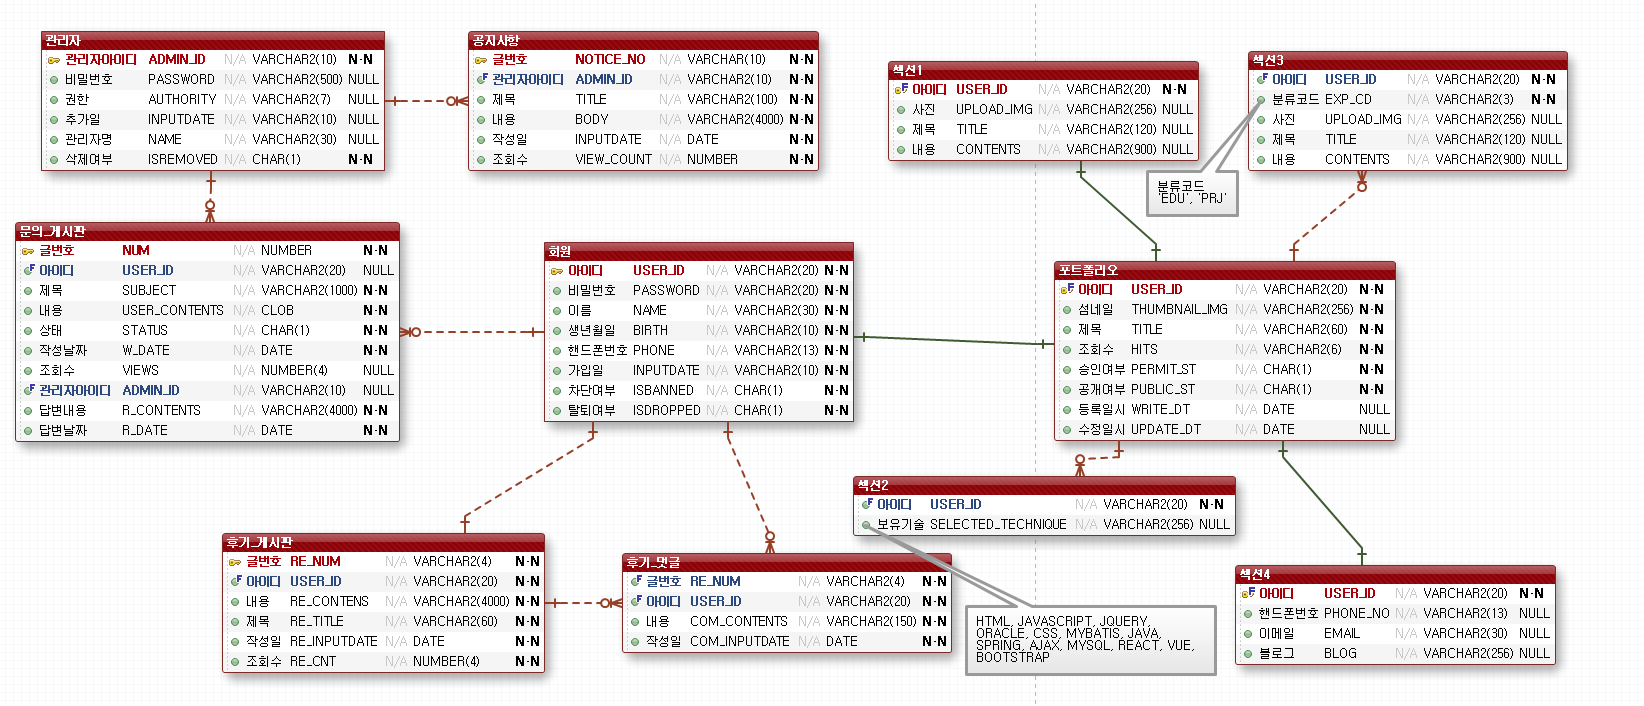 관리자
관리자아이디 ADMIN_ID N/A VARCHAR2(10) N-N
비밀번호 PASSWORD N/A VARCHAR2(500) NULL
권한 AUTHORITY N/A VARCHAR2(7) NULL
추가일 INPUTDATE N/A VARCHAR2(10) NULL
관리자명 NAME N/A VARCHAR2(30) NULL
삭제여부 ISREMOVED N/A CHAR(1) N-N
공지사항
글번호 NOTICE_NO N/A VARCHAR(10) N-N
관리자아이디 ADMIN_ID N/A VARCHAR2(10) N-N
제목 TITLE N/A VARCHAR2(100) N-N
내용 BODY N/A VARCHAR2(4000) N-N
작성일 INPUTDATE N/A DATE N-N
조회수 VIEW_COUNT N/A NUMBER N-N
섹션1
아이디 USER_ID N/A VARCHAR2(20) N-N
사진 UPLOAD_IMG N/A VARCHAR2(256) NULL
제목 TITLE N/A VARCHAR2(120) NULL
내용 CONTENTS N/A VARCHAR2(900) NULL
섹션3
아이디 USER_ID N/A VARCHAR2(20) N-N
분류코드 EXP_CD N/A VARCHAR2(3) N-N
사진 UPLOAD_IMG N/A VARCHAR2(256) NULL
제목 TITLE N/A VARCHAR2(120) NULL
내용 CONTENTS N/A VARCHAR2(900) NULL
분류코드
'EDU', 'PRJ'
문의_게시판
글번호 NUM N/A NUMBER N-N
아이디 USER_ID N/A VARCHAR2(20) NULL
제목 SUBJECT N/A VARCHAR2(1000) N-N
내용 USER_CONTENTS N/A CLOB N-N
상태 STATUS N/A CHAR(1) N-N
작성날짜 W_DATE N/A DATE N-N
조회수 VIEWS N/A NUMBER(4) NULL
관리자아이디 ADMIN_ID N/A VARCHAR2(10) NULL
답변내용 R_CONTENTS N/A VARCHAR2(4000) N-N
답변날짜 R_DATE N/A DATE N-N
회원
아이디 USER_ID N/A VARCHAR2(20) N-N
비밀번호 PASSWORD N/A VARCHAR2(20) N-N
이름 NAME N/A VARCHAR2(30) N-N
생년월일 BIRTH N/A VARCHAR2(10) N-N
핸드폰번호 PHONE N/A VARCHAR2(13) N-N
가입일 INPUTDATE N/A VARCHAR2(10) N-N
차단여부 ISBANNED N/A CHAR(1) N-N
탈퇴여부 ISDROPPED N/A CHAR(1) N-N
포트폴리오
아이디 USER_ID N/A VARCHAR2(20) N-N
섬네일 THUMBNAIL_IMG N/A VARCHAR2(256) N-N
제목 TITLE N/A VARCHAR2(60) N-N
조회수 HITS N/A VARCHAR2(6) N-N
승인여부 PERMIT_ST N/A CHAR(1) N-N
공개여부 PUBLIC_ST N/A CHAR(1) N-N
등록일시 WRITE_DT N/A DATE NULL
수정일시 UPDATE_DT N/A DATE NULL
섹션2
아이디 USER_ID N/A VARCHAR2(20) N-N
보유기술 SELECTED_TECHNIQUE N/A VARCHAR2(256) NULL
후기_게시판
글번호 RE_NUM N/A VARCHAR2(4) N-N
아이디 USER_ID N/A VARCHAR2(20) N-N
내용 RE_CONTENS N/A VARCHAR2(4000) N-N
제목 RE_TITLE N/A VARCHAR2(60) N-N
작성일 RE_INPUTDATE N/A DATE N-N
조회수 RE_CNT N/A NUMBER(4) N-N
후기_댓글
글번호 RE_NUM N/A VARCHAR2(4) N-N
아이디 USER_ID N/A VARCHAR2(20) N-N
내용 COM_CONTENTS N/A VARCHAR2(150) N-N
작성일 COM_INPUTDATE N/A DATE N-N
HTML, JAVASCRIPT, JQUERY,
ORACLE, CSS, MYBATIS, JAVA,
SPRING, AJAX, MYSQL, REACT, VUE,
BOOTSTRAP
섹션4
아이디 USER_ID N/A VARCHAR2(20) N-N
핸드폰번호 PHONE_NO N/A VARCHAR2(13) NULL
이메일 EMAIL N/A VARCHAR2(30) NULL
블로그 BLOG N/A VARCHAR2(256) NULL